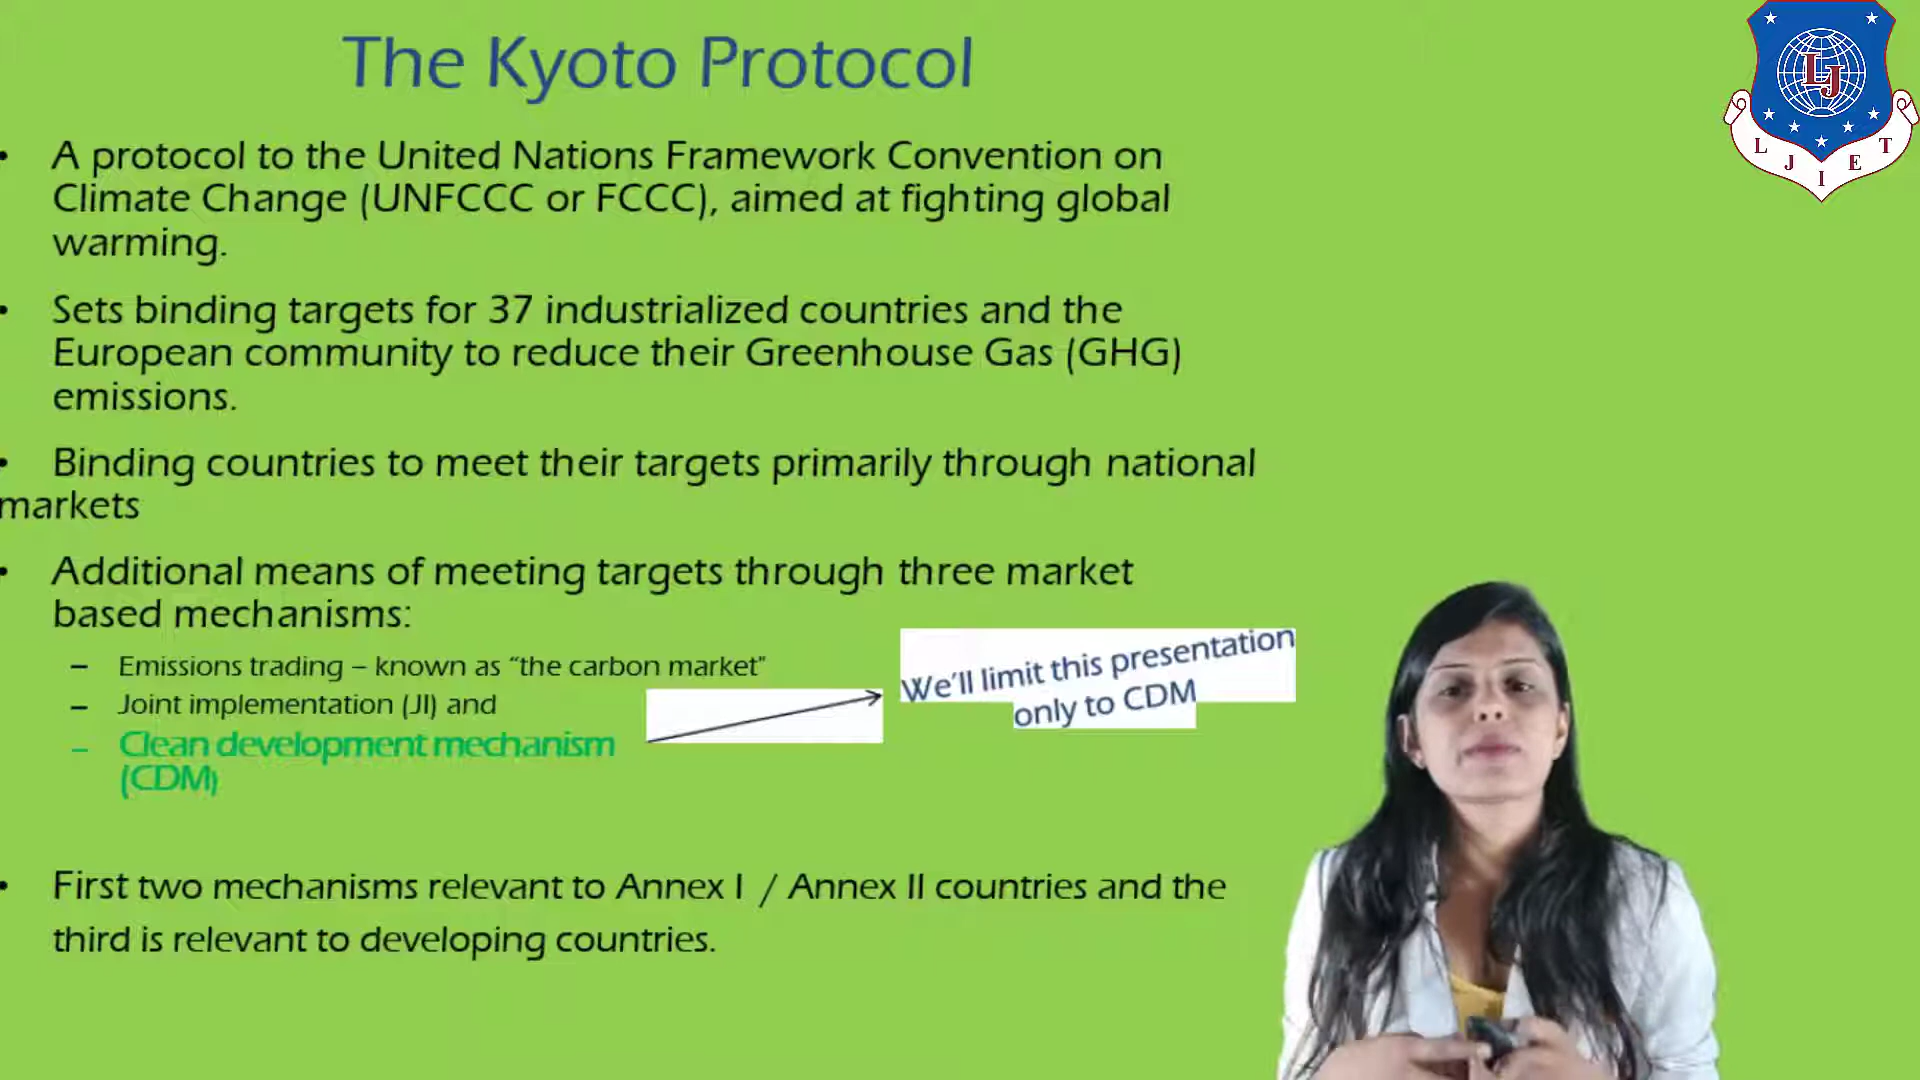 The Kyoto Protocol
• A protocol to the United Nations Framework Convention on
Climate Change (UNFCCC or FCCC), aimed at fighting global
warming.
• Sets binding targets for 37 industrialized countries and the
European community to reduce their Greenhouse Gas (GHG)
emissions.
• Binding countries to meet their targets primarily through national
markets
• Additional means of meeting targets through three market
based mechanisms:
– Emissions trading – known as “the carbon market”
– Joint implementation (JI) and
– Clean development mechanism
(CDM)
We’ll limit this presentation
only to CDM
• First two mechanisms relevant to Annex I / Annex II countries and the
third is relevant to developing countries.
LJ
L J I E T